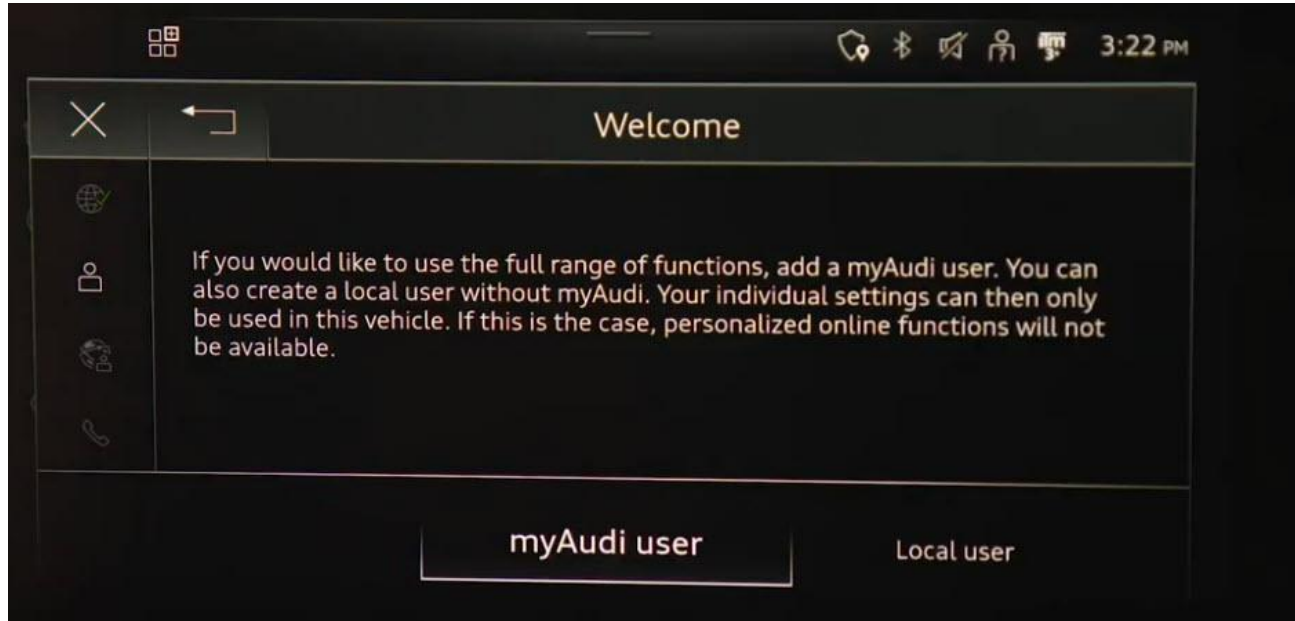 3:22 PM
Welcome
If you would like to use the full range of functions, add a myAudi user. You can
also create a local user without myAudi. Your individual settings can then only
be used in this vehicle. If this is the case, personalized online functions will not
be available.
myAudi user
Local user